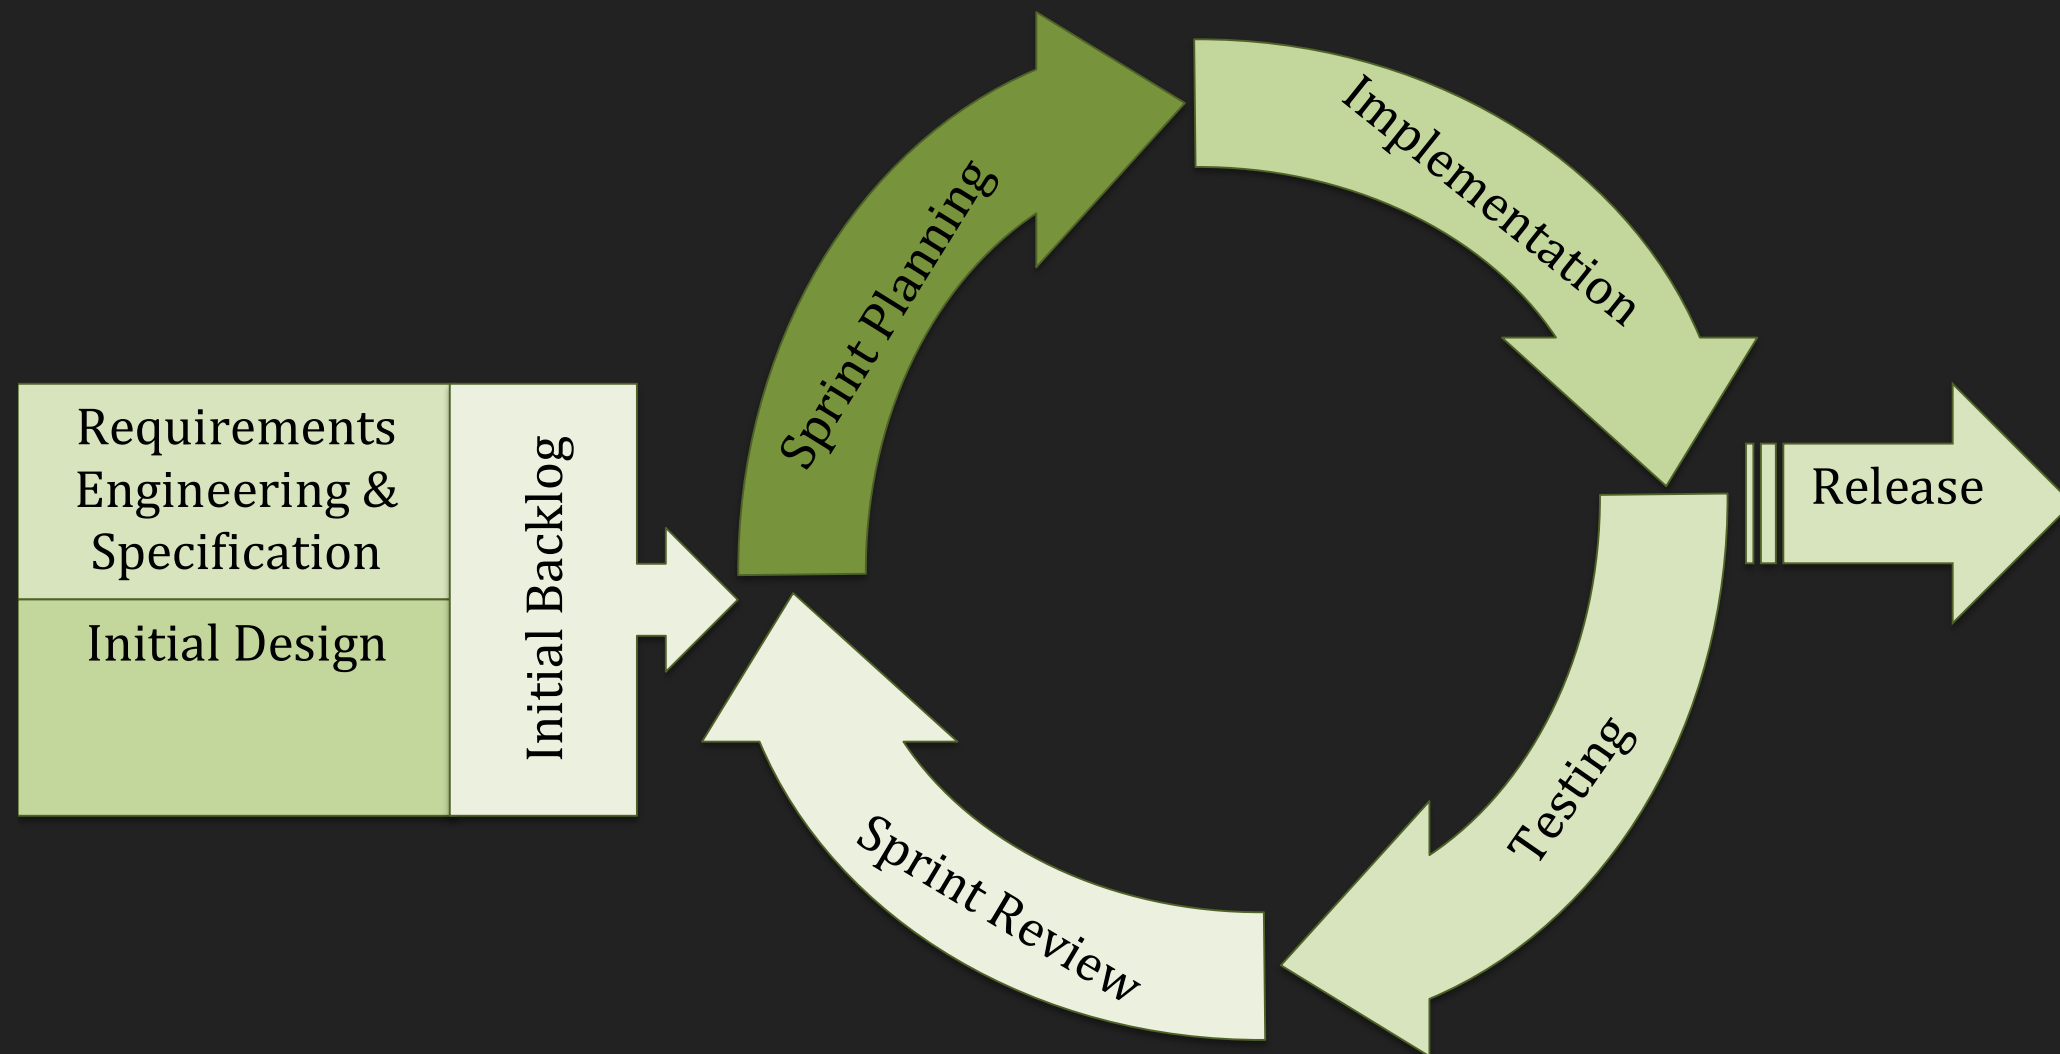 Requirements
Engineering &
Specification
Initial Design
Initial Backlog
Sprint Planning
Implementation
Testing
Sprint Review
Release